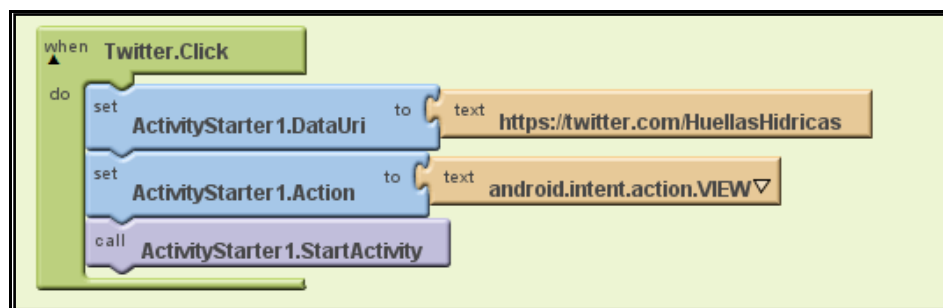 when Twitter.Click
do
set ActivityStarter1.DataUri to text https://twitter.com/HuellasHidricas
set ActivityStarter1.Action to text android.intent.action.VIEW
call ActivityStarter1.StartActivity